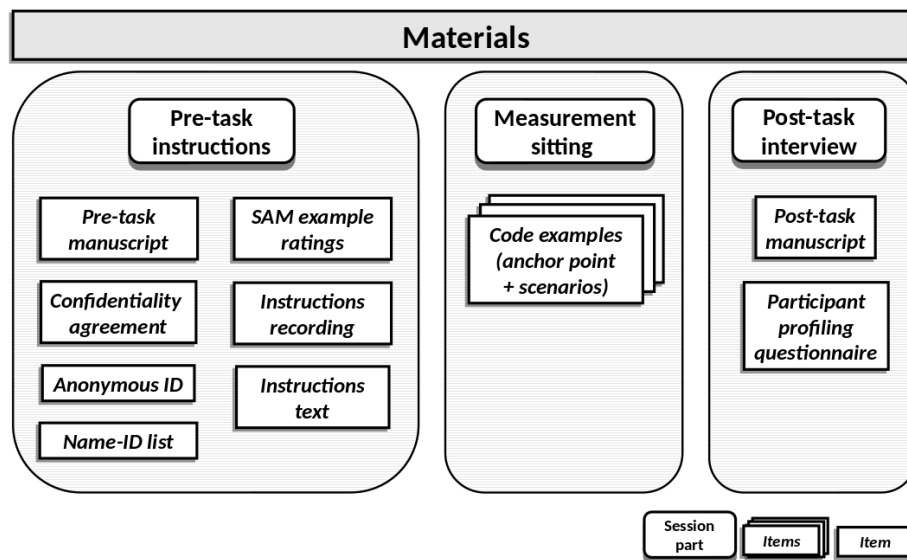 Materials
Pre-task
instructions
Pre-task
manuscript
Confidentiality
agreement
Anonymous ID
Name-ID list
SAM example
ratings
Instructions
recording
Instructions
text
Measurement
sitting
Code examples
(anchor point
+ scenarios)
Post-task
interview
Post-task
manuscript
Participant
profiling
questionnaire
Session
part
Items
Item